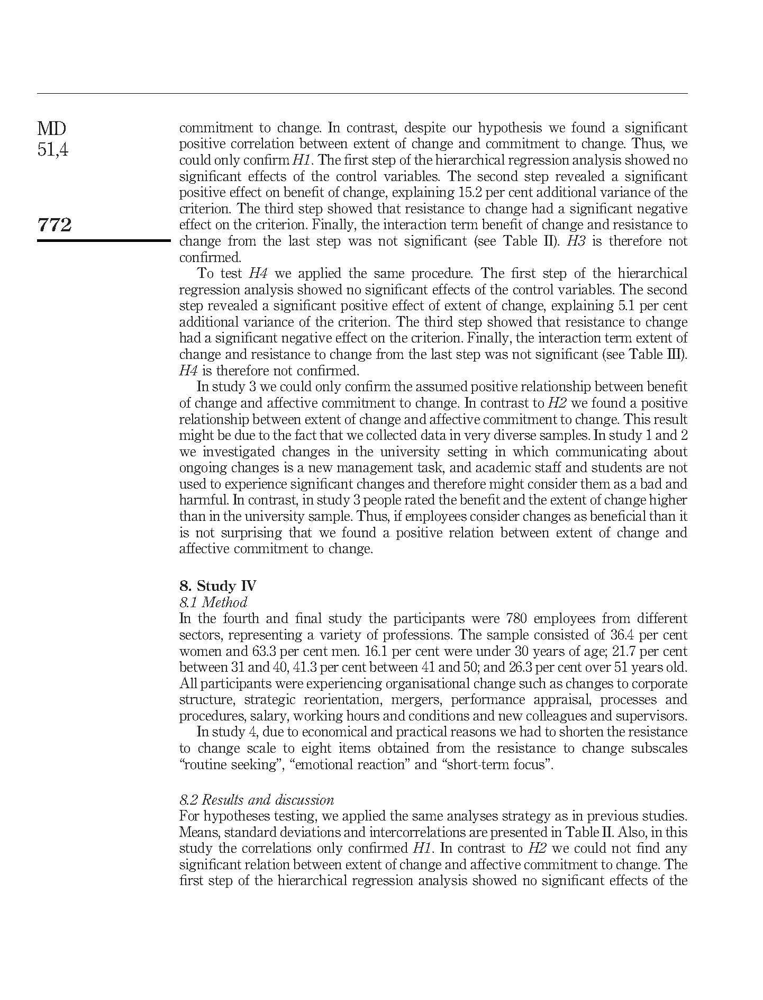 MD
51,4
772
commitment to change. In contrast, despite our hypothesis we found a significant
positive correlation between extent of change and commitment to change. Thus, we
could only confirm H1. The first step of the hierarchical regression analysis showed no
significant effects of the control variables. The second step revealed a significant
positive effect on benefit of change, explaining 15.2 per cent additional variance of the
criterion. The third step showed that resistance to change had a significant negative
effect on the criterion. Finally, the interaction term benefit of change and resistance to
change from the last step was not significant (see Table II). H3 is therefore not
confirmed.
To test H4 we applied the same procedure. The first step of the hierarchical
regression analysis showed no significant effects of the control variables. The second
step revealed a significant positive effect of extent of change, explaining 5.1 per cent
additional variance of the criterion. The third step showed that resistance to change
had a significant negative effect on the criterion. Finally, the interaction term extent of
change and resistance to change from the last step was not significant (see Table III).
H4 is therefore not confirmed.
In study 3 we could only confirm the assumed positive relationship between benefit
of change and affective commitment to change. In contrast to H2 we found a positive
relationship between extent of change and affective commitment to change. This result
might be due to the fact that we collected data in very diverse samples. In study 1 and 2
we investigated changes in the university setting in which communicating about
ongoing changes is a new management task, and academic staff and students are not
used to experience significant changes and therefore might consider them as a bad and
harmful. In contrast, in study 3 people rated the benefit and the extent of change higher
than in the university sample. Thus, if employees consider changes as beneficial than it
is not surprising that we found a positive relation between extent of change and
affective commitment to change.
8. Study IV
8.1 Method
In the fourth and final study the participants were 780 employees from different
sectors, representing a variety of professions. The sample consisted of 36.4 per cent
women and 63.3 per cent men. 16.1 per cent were under 30 years of age; 21.7 per cent
between 31 and 40, 41.3 per cent between 41 and 50; and 26.3 per cent over 51 years old.
All participants were experiencing organisational change such as changes to corporate
structure, strategic reorientation, mergers, performance appraisal, processes and
procedures, salary, working hours and conditions and new colleagues and supervisors.
In study 4, due to economical and practical reasons we had to shorten the resistance
to change scale to eight items obtained from the resistance to change subscales
“routine seeking”, “emotional reaction” and “short-term focus”.
8.2 Results and discussion
For hypotheses testing, we applied the same analyses strategy as in previous studies.
Means, standard deviations and intercorrelations are presented in Table II. Also, in this
study the correlations only confirmed H1. In contrast to H2 we could not find any
significant relation between extent of change and affective commitment to change. The
first step of the hierarchical regression analysis showed no significant effects of the